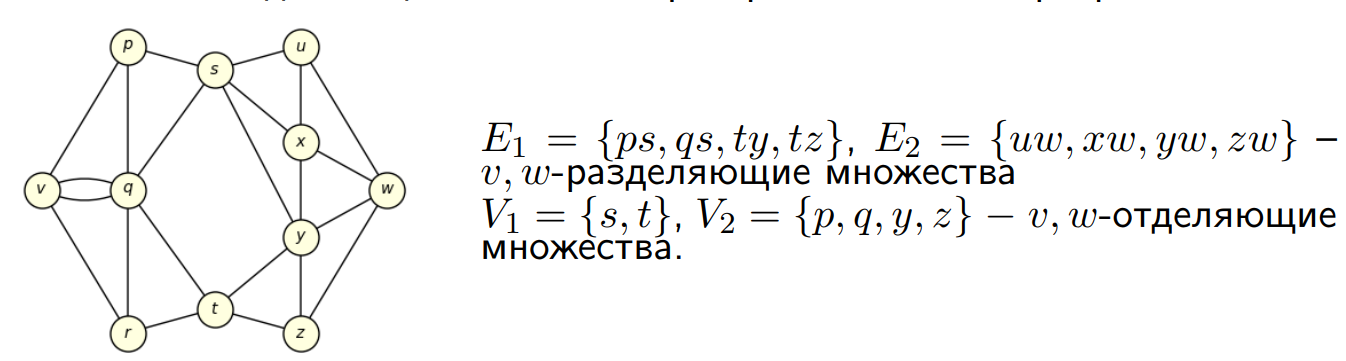 p
u
s
x
v
q
w
y
t
r
z
E₁ = {ps, qs, ty, tz}, E₂ = {uw, xw, yw, zw} –
v, w-разделяющие множества
V₁ = {s, t}, V₂ = {p, q, y, z} – v, w-отделяющие
множества.